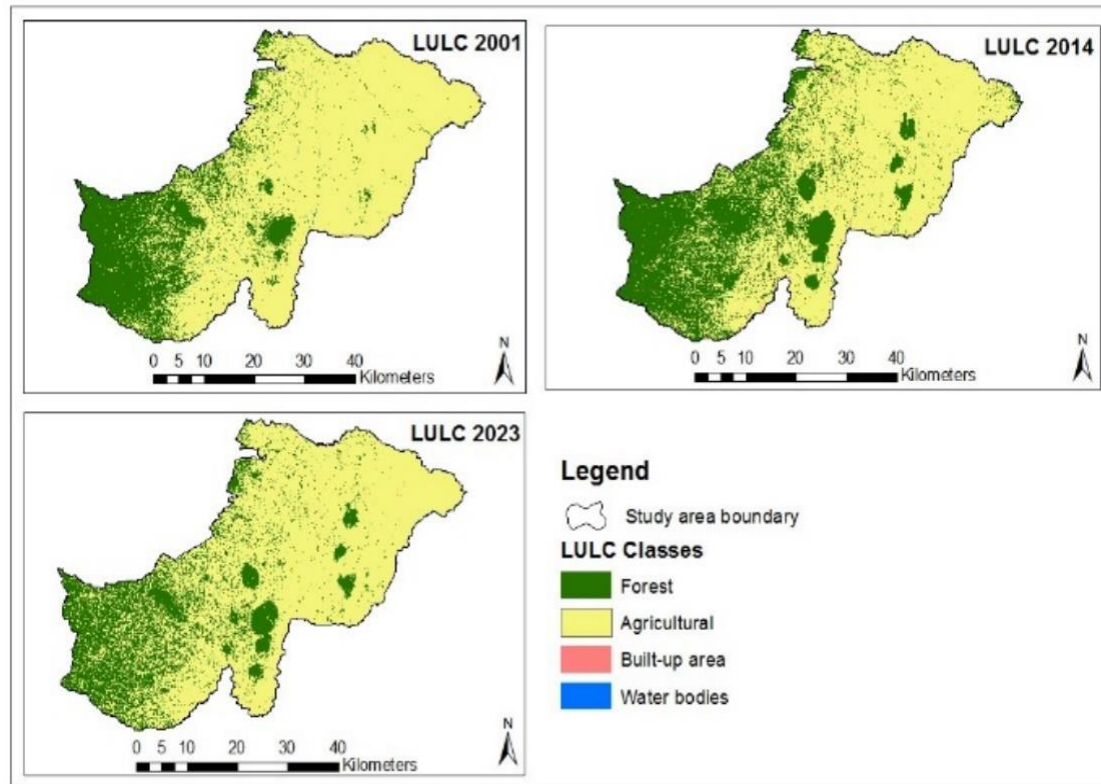 LULC 2001
N
0 5 10 20 30 40
Kilometers
LULC 2014
N
0 5 10 20 30 40
Kilometers
LULC 2023
N
0 5 10 20 30 40
Kilometers
Legend
Study area boundary
LULC Classes
Forest
Agricultural
Built-up area
Water bodies